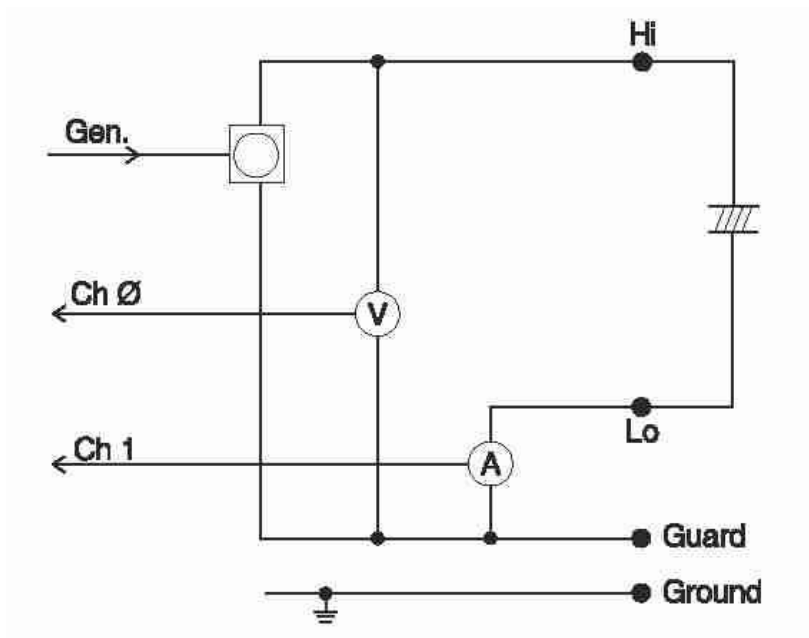 Hi
Gen.
Ch Ø
V
Lo
Ch 1
A
Guard
Ground